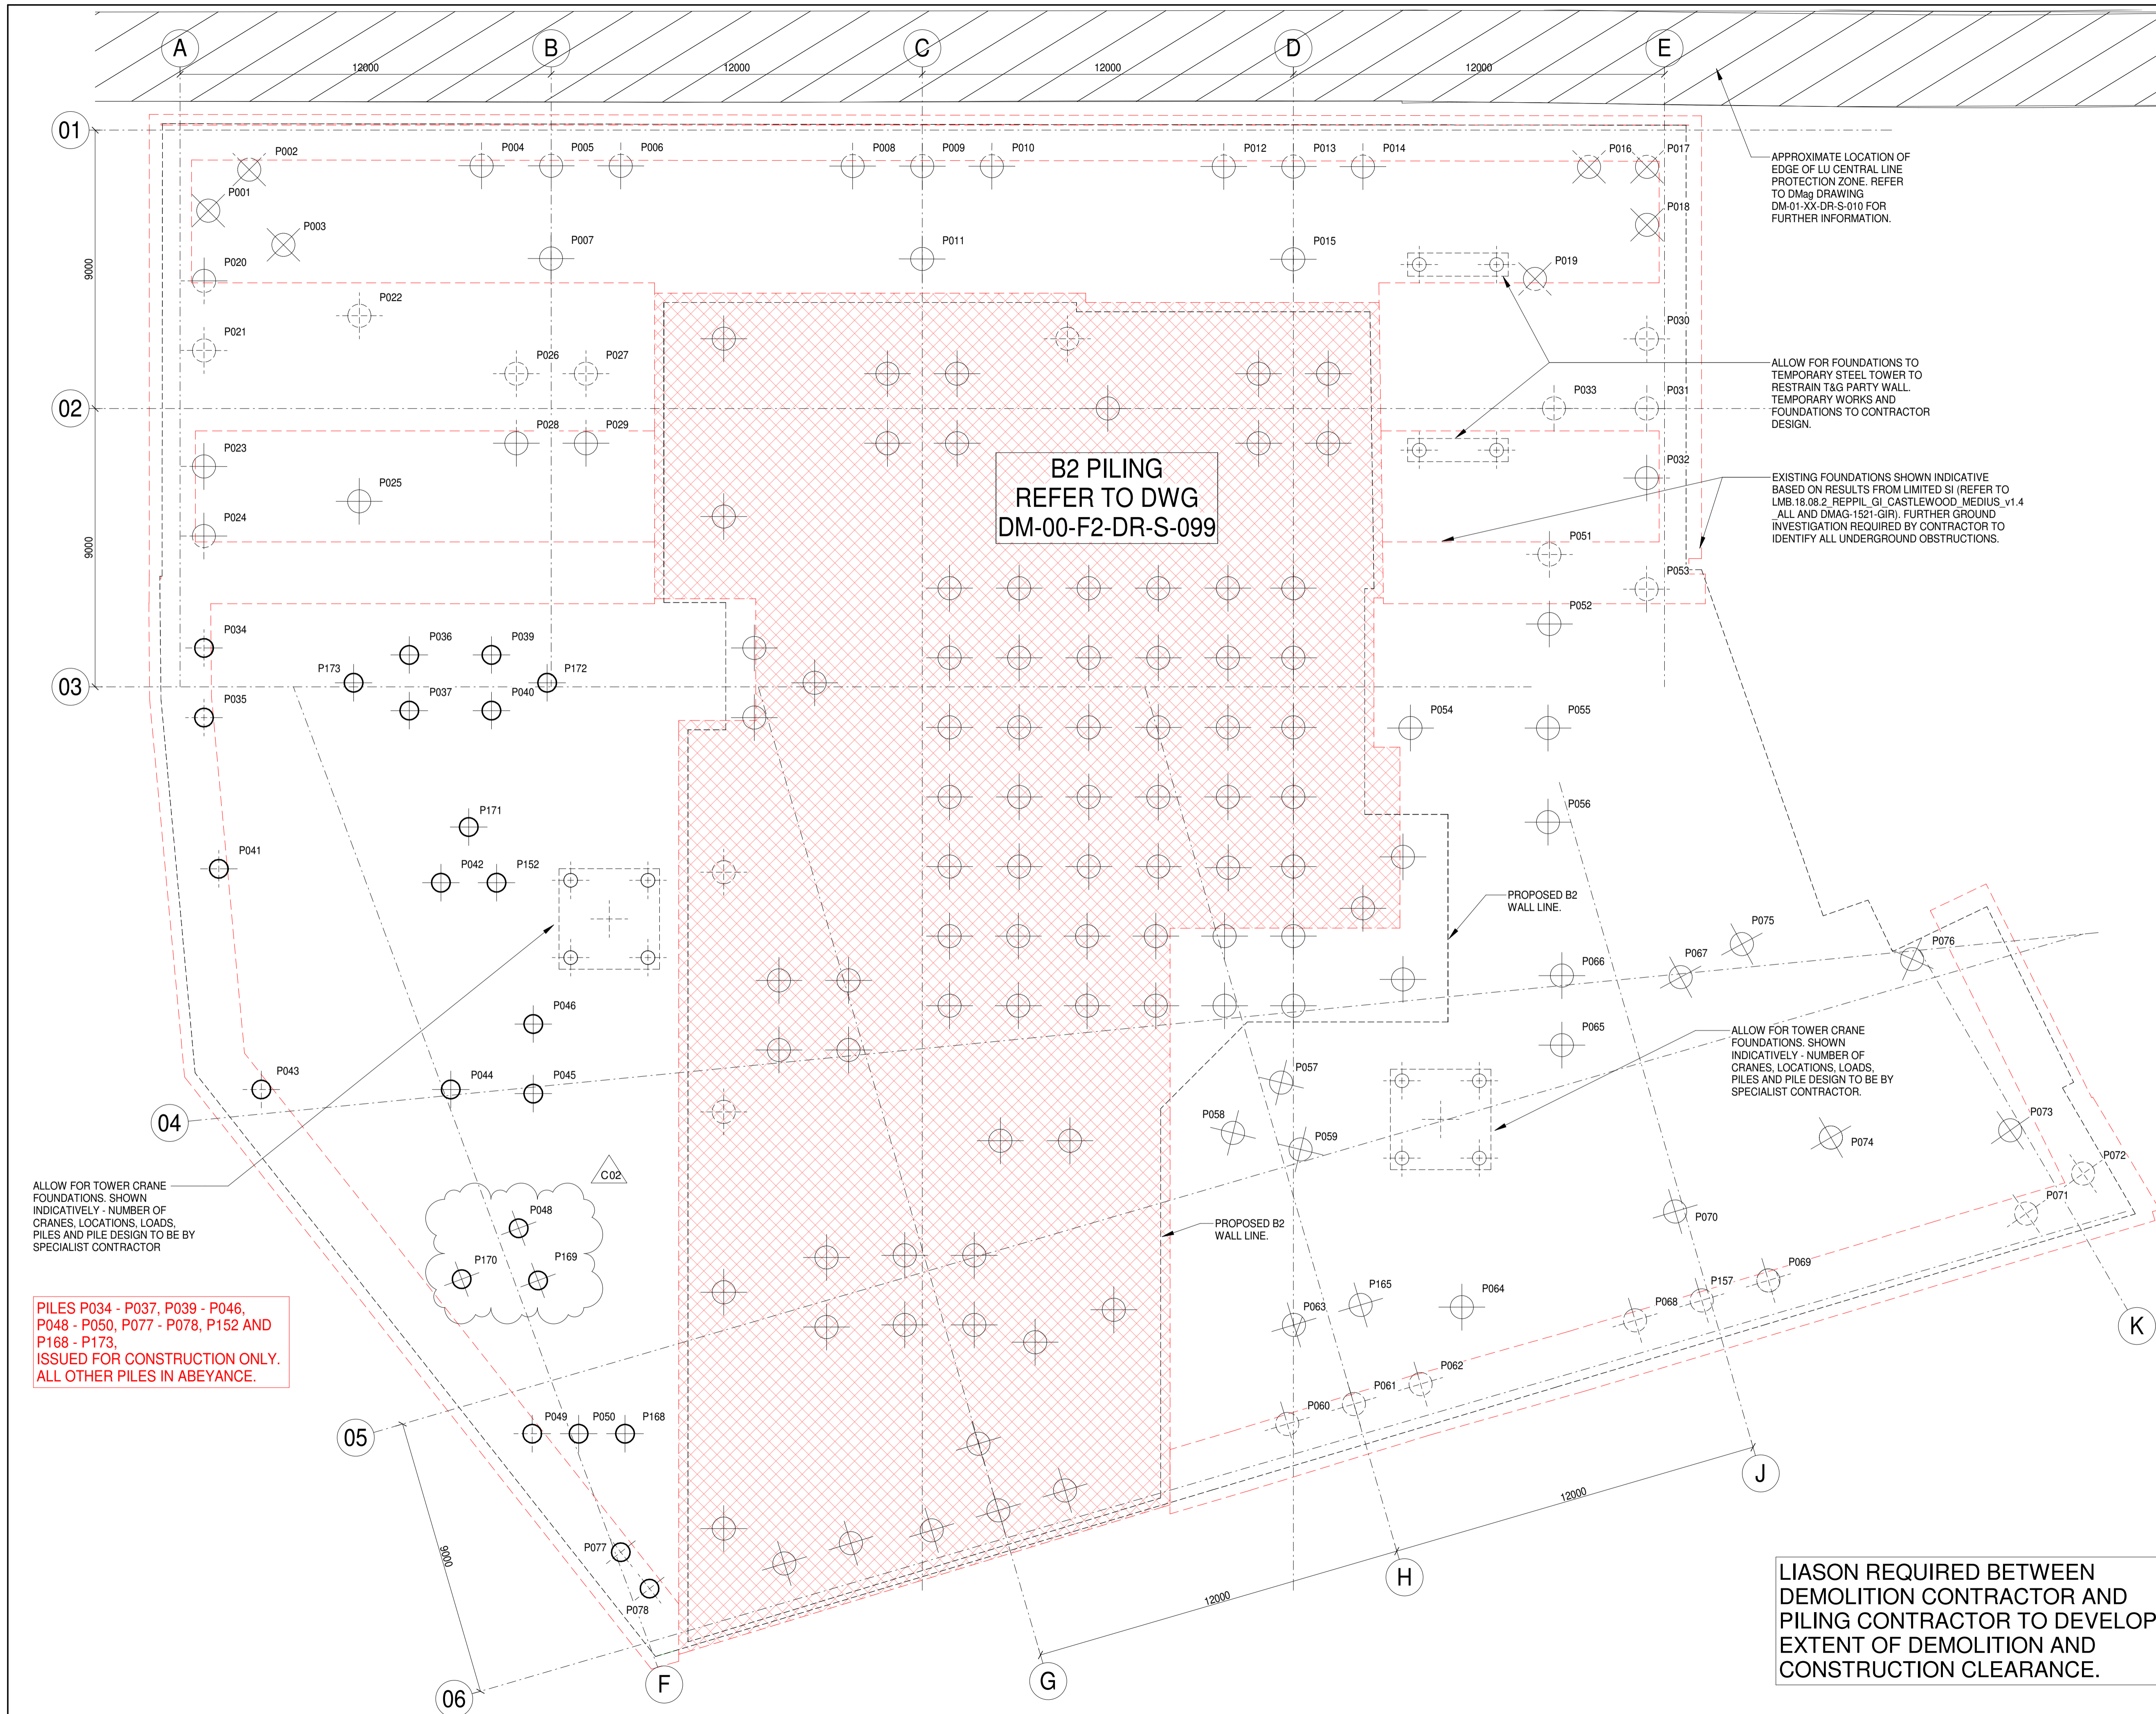 A
B
C
D
E
12000
12000
12000
12000
01
P002
P004
P005
P006
P008
P009
P010
P012
P013
P014
P016
P017
APPROXIMATE LOCATION OF
EDGE OF LU CENTRAL LINE
PROTECTION ZONE. REFER
TO DMag DRAWING
DM-01-XX-DR-S-010 FOR
FURTHER INFORMATION.
P001
P018
P003
P007
P011
P015
9000
P020
P019
P022
P021
P030
P026
P027
ALLOW FOR FOUNDATIONS TO
TEMPORARY STEEL TOWER TO
RESTRAIN T&G PARTY WALL.
TEMPORARY WORKS AND
FOUNDATIONS TO CONTRACTOR
DESIGN.
P033
P031
02
P028
P029
P023
P032
B2 PILING
REFER TO DWG
DM-00-F2-DR-S-099
EXISTING FOUNDATIONS SHOWN INDICATIVE
BASED ON RESULTS FROM LIMITED SI (REFER TO
LMB.18.08.2_REPPIL_GI_CASTLEWOOD_MEDIUS_v1.4
_ALL AND DMAG-1521-GIR). FURTHER GROUND
INVESTIGATION REQUIRED BY CONTRACTOR TO
IDENTIFY ALL UNDERGROUND OBSTRUCTIONS.
P025
P024
9000
P051
P053
P052
P034
P036
P039
P173
P172
03
P035
P037
P040
P054
P055
P056
P171
P041
P042
P152
PROPOSED B2
WALL LINE.
P075
P076
P066
P067
P046
P065
ALLOW FOR TOWER CRANE
FOUNDATIONS. SHOWN
INDICATIVELY - NUMBER OF
CRANES, LOCATIONS, LOADS,
PILES AND PILE DESIGN TO BE BY
SPECIALIST CONTRACTOR.
P043
P044
P045
P057
04
P058
P059
P073
P074
P072
ALLOW FOR TOWER CRANE
FOUNDATIONS. SHOWN
INDICATIVELY - NUMBER OF
CRANES, LOCATIONS, LOADS,
PILES AND PILE DESIGN TO BE BY
SPECIALIST CONTRACTOR
C02
P048
P071
P070
PROPOSED B2
WALL LINE.
P170
P169
P069
P165
P157
P064
P063
P068
K
PILES P034 - P037, P039 - P046,
P048 - P050, P077 - P078, P152 AND
P168 - P173,
ISSUED FOR CONSTRUCTION ONLY.
ALL OTHER PILES IN ABEYANCE.
P062
P061
P060
P049
P050
P168
05
J
12000
9000
P077
H
12000
P078
LIASON REQUIRED BETWEEN
DEMOLITION CONTRACTOR AND
PILING CONTRACTOR TO DEVELOP
EXTENT OF DEMOLITION AND
CONSTRUCTION CLEARANCE.
F
G
06